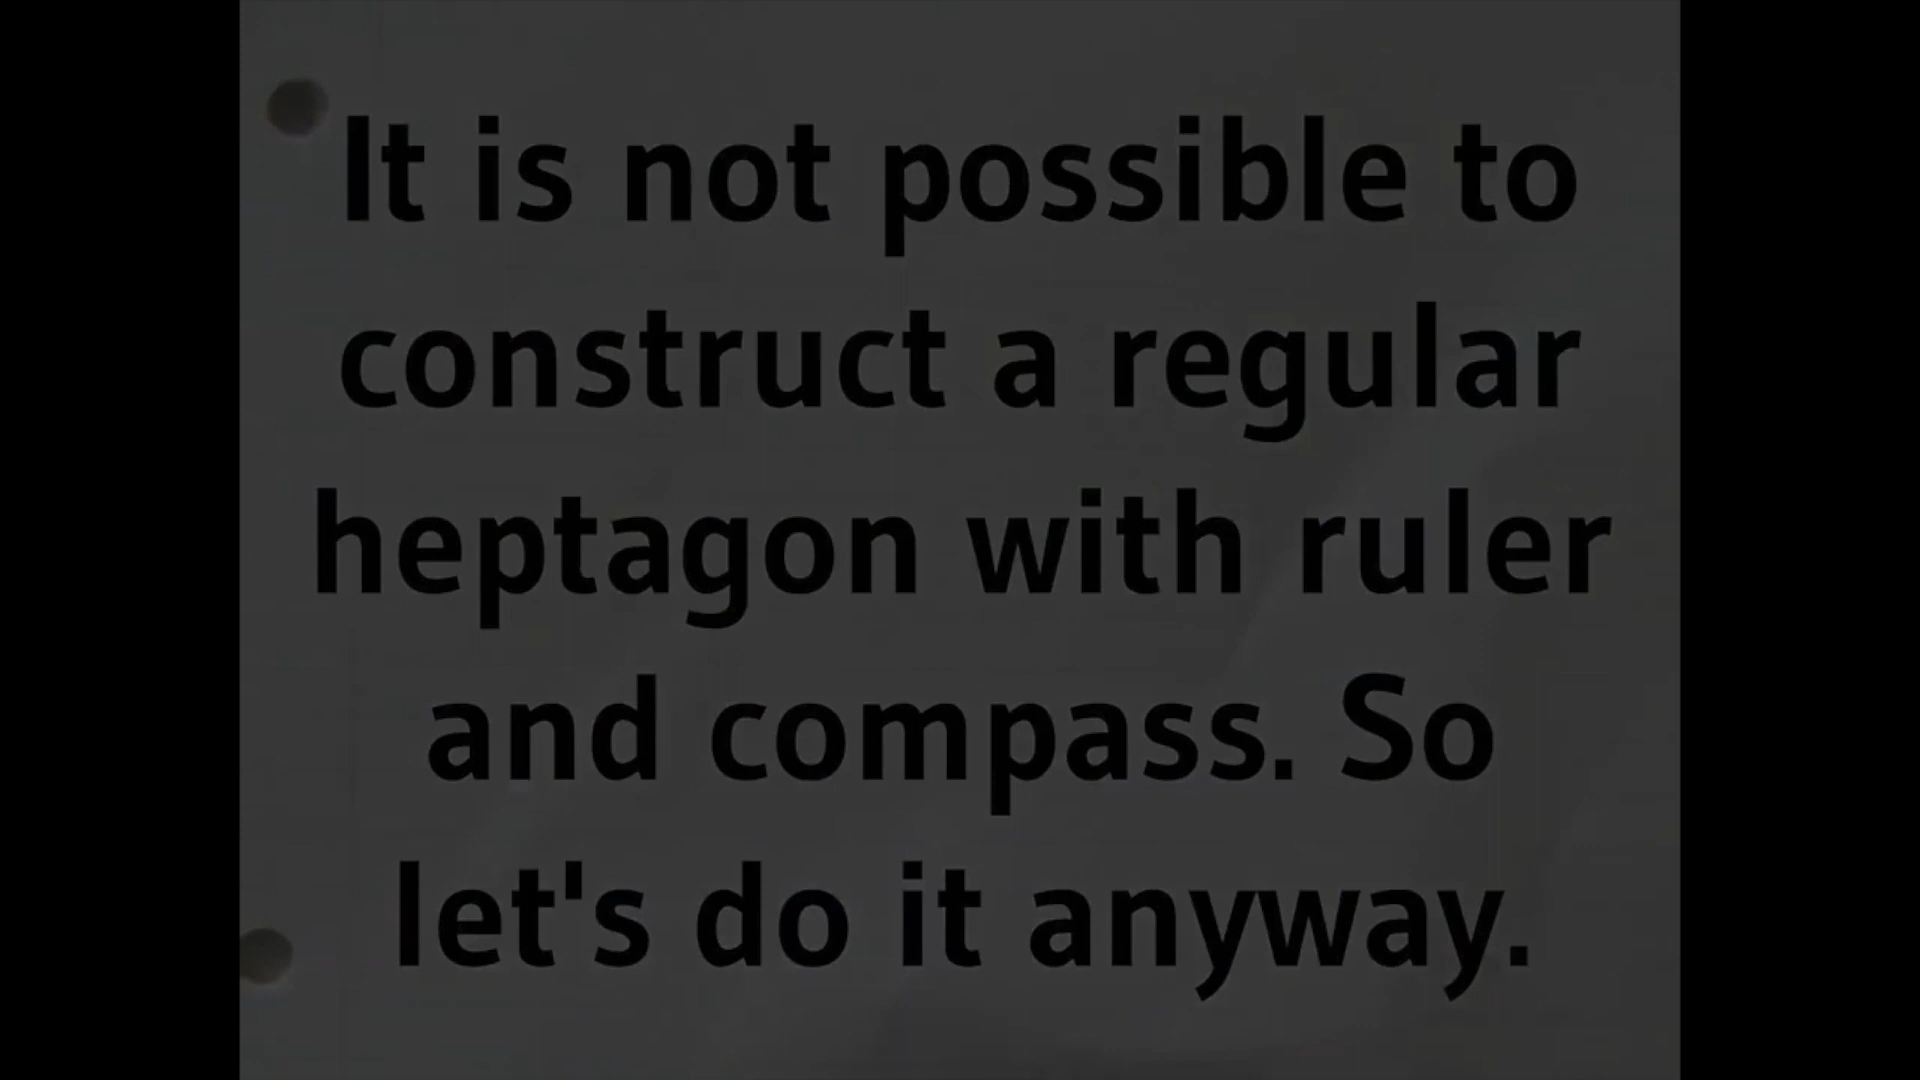 It is not possible to
construct a regular
heptagon with ruler
and compass. So
let's do it anyway.